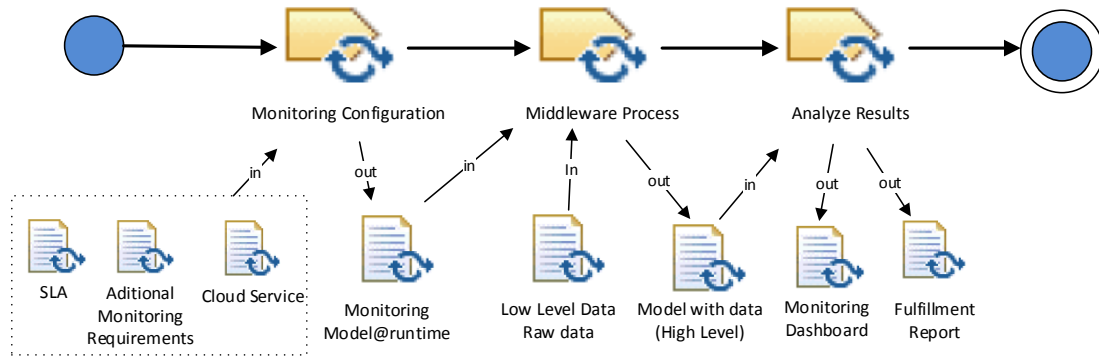 Monitoring Configuration
Middleware Process
Analyze Results
in
out
in
In
out
in
out
out
SLA
Aditional
Monitoring
Requirements
Cloud Service
Monitoring
Model@runtime
Low Level Data
Raw data
Model with data
(High Level)
Monitoring
Dashboard
Fulfillment
Report